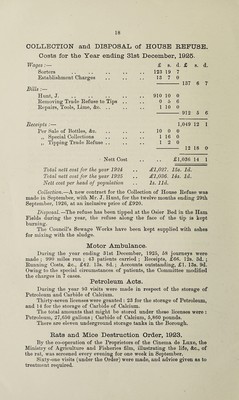 18
COLLECTION and DISPOSAL of HOUSE REFUSE.
Costs for the Year ending 31st December, 1925.
Wages :— £ s. d. £ s. d.
Sorters .. .. .. .. 123 19 7
Establishment Charges .. .. 13 7 0
137 6 7
Bills :—
Hunt, J. .. .. .. .. 910 10 0
Removing Trade Refuse to Tips .. 0 5 6
Repairs, Tools, Lime, &c. .. .. 1 10 0
912 5 6
Receipts :— 1,049 12 1
Per Sale of Bottles, &c. .. .. 10 0 0
„ Special Collections .. .. 1 16 0
„ Tipping Trade Refuse .. .. 1 2 0
12 18 0
Nett Cost .. .. £1,036 14 1
Total nett cost for the year 1924 .. £1,027. 15s. 1d.
Total nett cost for the year 1925 .. £1,036. 14s. 1d.
Nett cost per head of population .. 1s. 11d.
Collection.—A new contract for the Collection of House Refuse was
made in September, with Mr. J. Hunt, for the twelve months ending 29th
September, 1926, at an inclusive price of £920.
Disposal.—The refuse has been tipped at the Osier Bed in the Ham
Fields during the year, the refuse along the face of the tip is kept
burning.
The Council's Sewage Works have been kept supplied with ashes
for mixing with the sludge.
Motor Ambulance.
During the year ending 31st December, 1925, 58 journeys were
made ; 990 miles run ; 43 patients carried ; Receipts, £66. 12s. 3d. ;
Running Costs, &c., £42. 13s. 8d. ; Accounts outstanding, £1. 13s. 9d.
Owing to the special circumstances of patients, the Committee modified
the charges in 7 cases.
Petroleum Acts.
During the year 93 visits were made in respect of the storage of
Petroleum and Carbide of Calcium.
Thirty-seven licences were granted : 23 for the storage of Petroleum,
and 14 for the storage of Carbide of Calcium.
The total amounts that might be stored under these licences were :
Petroleum, 27,656 gallons ; Carbide of Calcium, 5,860 pounds.
There are eleven underground storage tanks in the Borough.
Rats and Mice Destruction Order, 1923.
By the co-operation of the Proprietors of the Cinema de Luxe, the
Ministry of Agriculture and Fisheries film, illustrating the life, &c., of
the rat, was screened every evening for one week in September.
Sixty-one visits (under the Order) were made, and advice given as to
treatment required.